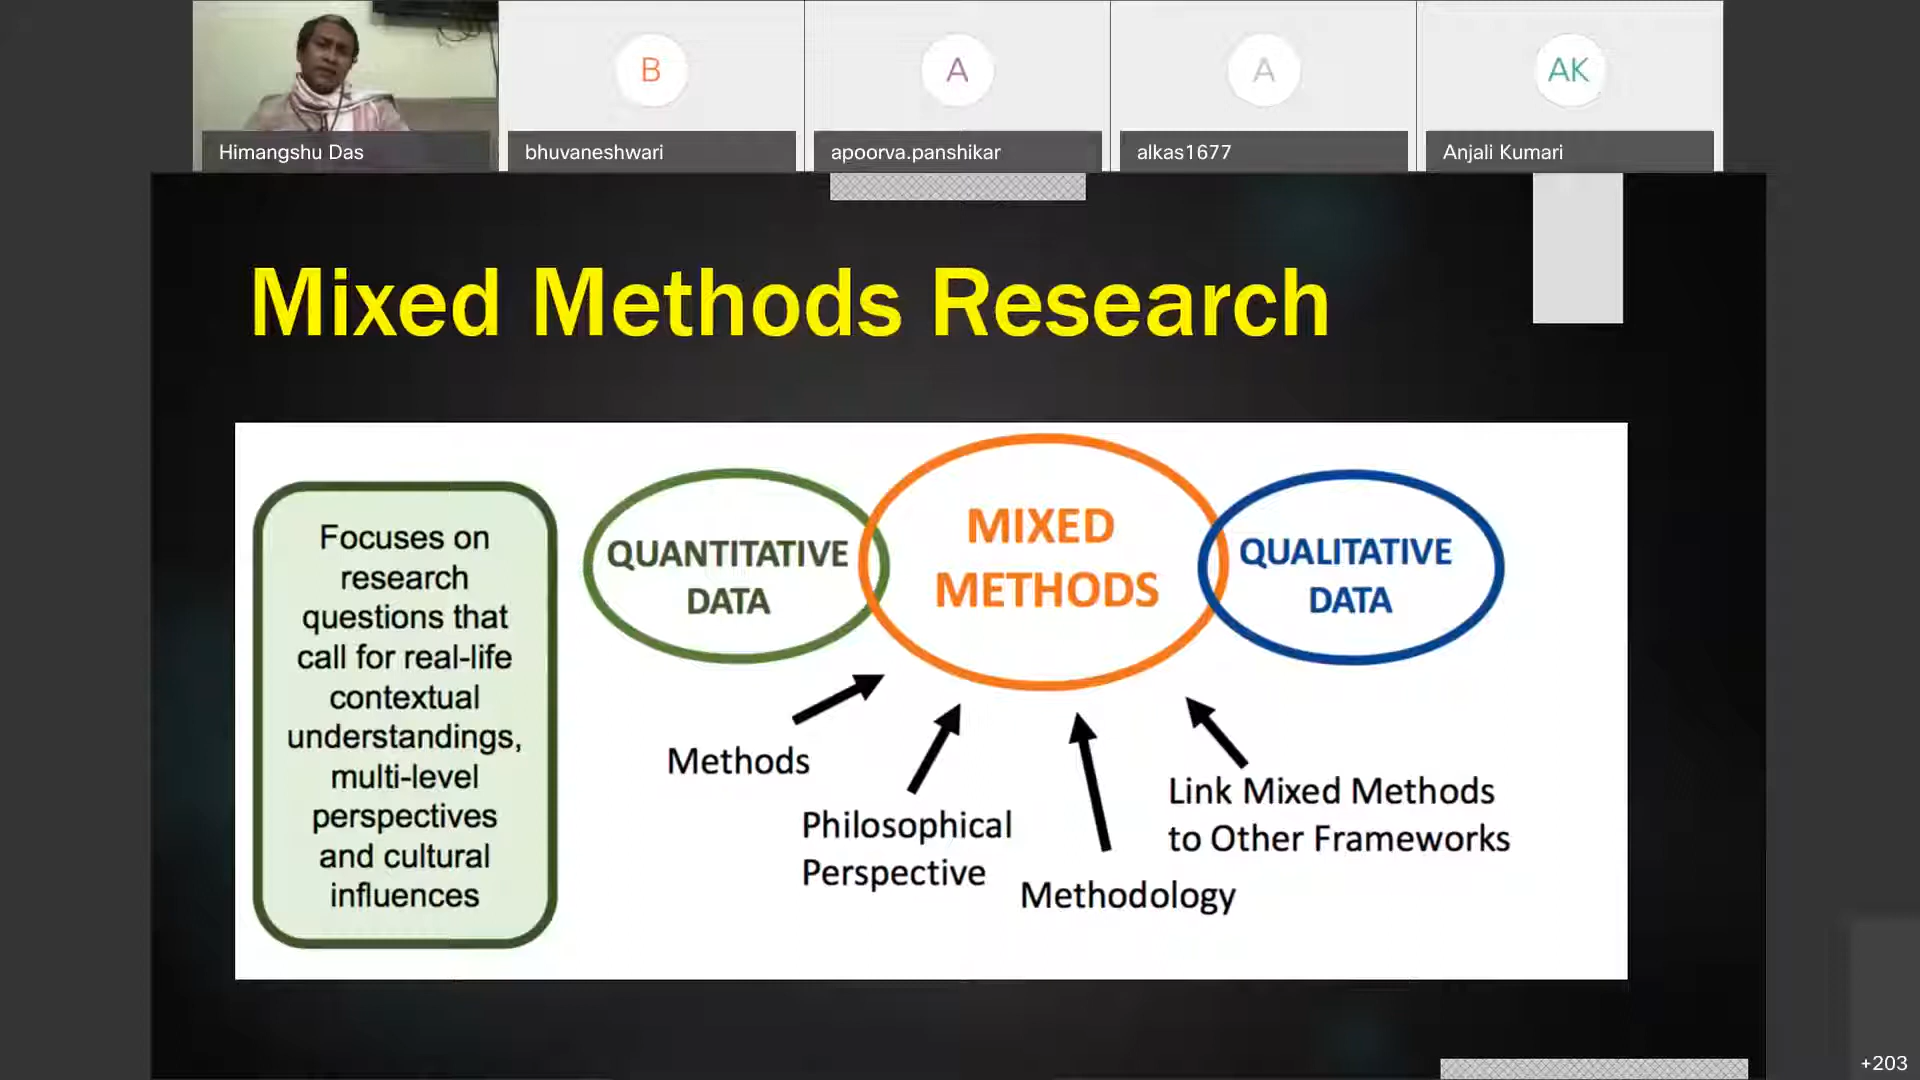 B
A
A
AK
Himangshu Das
bhuvaneshwari
apoorva.panshikar
alkas1677
Anjali Kumari
Mixed Methods Research
Focuses on
research
questions that
call for real-life
contextual
understandings,
multi-level
perspectives
and cultural
influences
QUANTITATIVE
DATA
MIXED
METHODS
QUALITATIVE
DATA
Methods
Philosophical
Perspective
Methodology
Link Mixed Methods
to Other Frameworks
+203